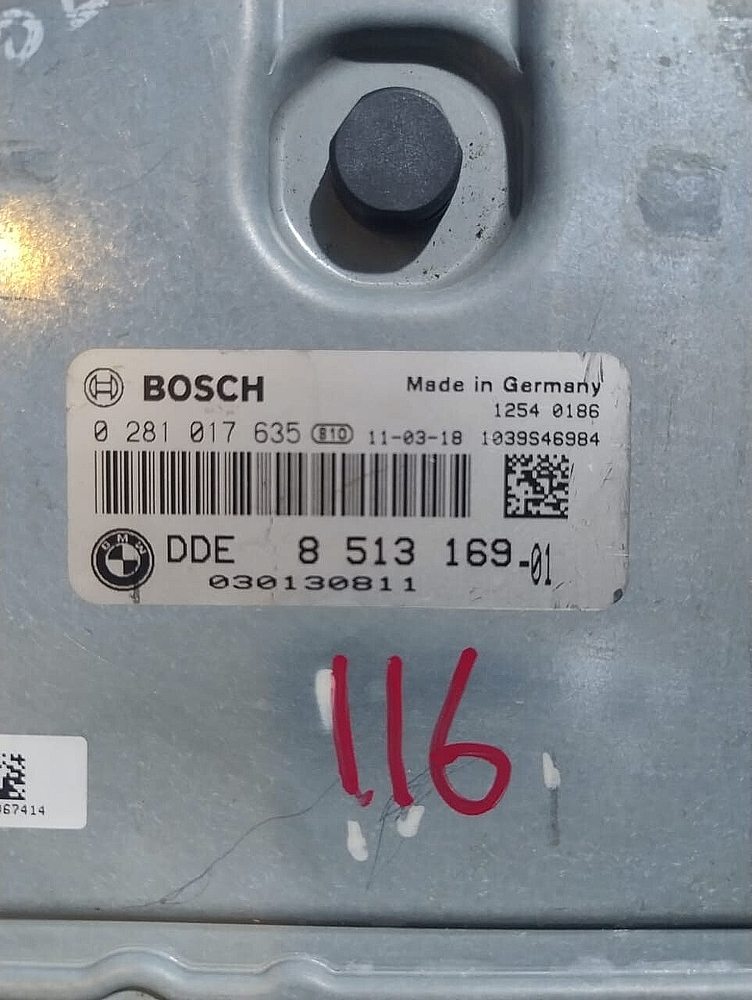 BOSCH
Made in Germany
1254 0186
0 281 017 635 810 11-03-18 1039S46984
BMW
DDE 8 513 169-01
030130811
116
67414